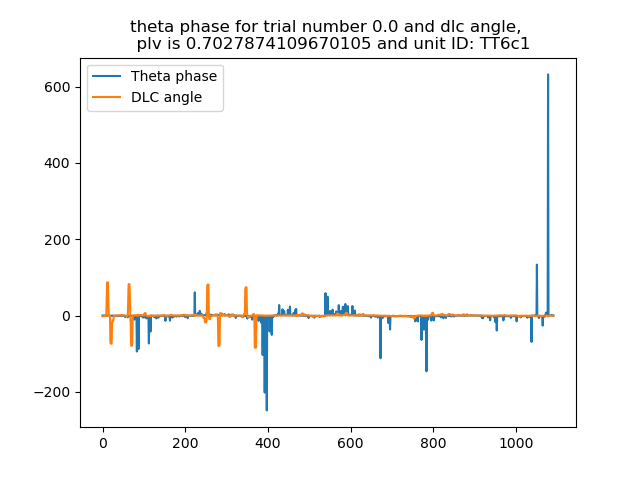 theta phase for trial number 0.0 and dlc angle,
plv is 0.7027874109670105 and unit ID: TT6c1
Theta phase
DLC angle
600
400
200
0
−200
0 200 400 600 800 1000